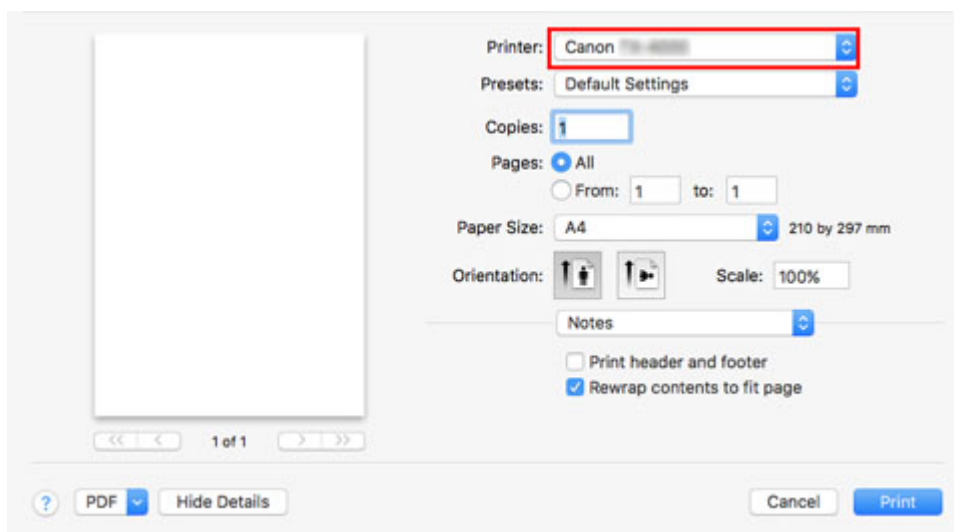 Printer: Canon
Presets: Default Settings
Copies: 1
Pages: All
From: 1 to: 1
Paper Size: A4 210 by 297 mm
Orientation: Scale: 100%
Notes
Print header and footer
Rewrap contents to fit page
<< < 1 of 1 > >>
? PDF Hide Details Cancel Print